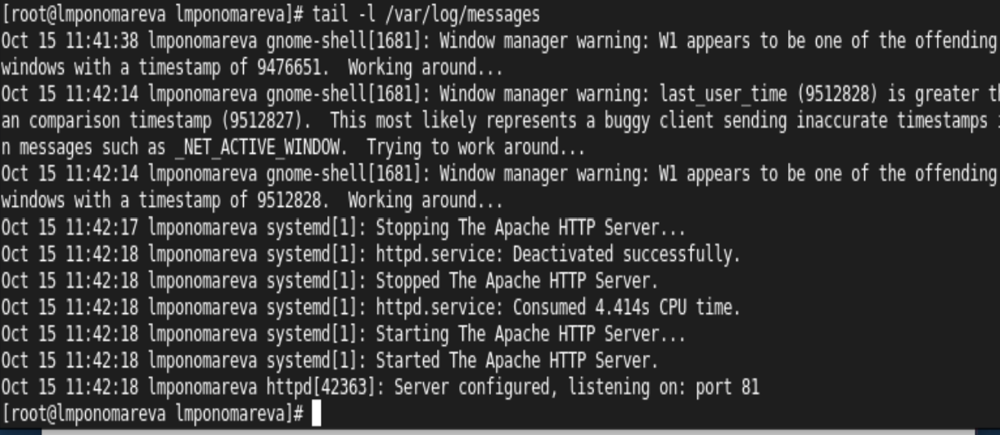 [root@lmponomareva lmponomareva]# tail -l /var/log/messages
Oct 15 11:41:38 lmponomareva gnome-shell[1681]: Window manager warning: W1 appears to be one of the offending
windows with a timestamp of 9476651.  Working around...
Oct 15 11:42:14 lmponomareva gnome-shell[1681]: Window manager warning: last_user_time (9512828) is greater th
an comparison timestamp (9512827).  This most likely represents a buggy client sending inaccurate timestamps i
n messages such as _NET_ACTIVE_WINDOW.  Trying to work around...
Oct 15 11:42:14 lmponomareva gnome-shell[1681]: Window manager warning: W1 appears to be one of the offending
windows with a timestamp of 9512828.  Working around...
Oct 15 11:42:17 lmponomareva systemd[1]: Stopping The Apache HTTP Server...
Oct 15 11:42:18 lmponomareva systemd[1]: httpd.service: Deactivated successfully.
Oct 15 11:42:18 lmponomareva systemd[1]: Stopped The Apache HTTP Server.
Oct 15 11:42:18 lmponomareva systemd[1]: httpd.service: Consumed 4.414s CPU time.
Oct 15 11:42:18 lmponomareva systemd[1]: Starting The Apache HTTP Server...
Oct 15 11:42:18 lmponomareva systemd[1]: Started The Apache HTTP Server.
Oct 15 11:42:18 lmponomareva httpd[42363]: Server configured, listening on: port 81
[root@lmponomareva lmponomareva]#